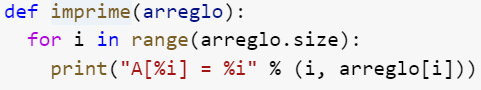 def imprime(arreglo):
  for i in range(arreglo.size):
    print("A[%i] = %i" % (i, arreglo[i]))